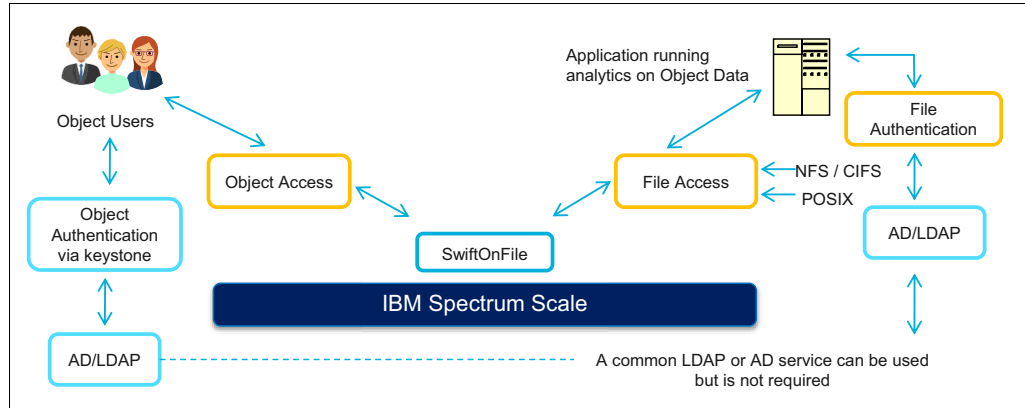 Application running
analytics on Object Data
Object Users
File
Authentication
Object Access
File Access
NFS / CIFS
POSIX
Object
Authentication
via keystone
AD/LDAP
SwiftOnFile
IBM Spectrum Scale
AD/LDAP
A common LDAP or AD service can be used
but is not required